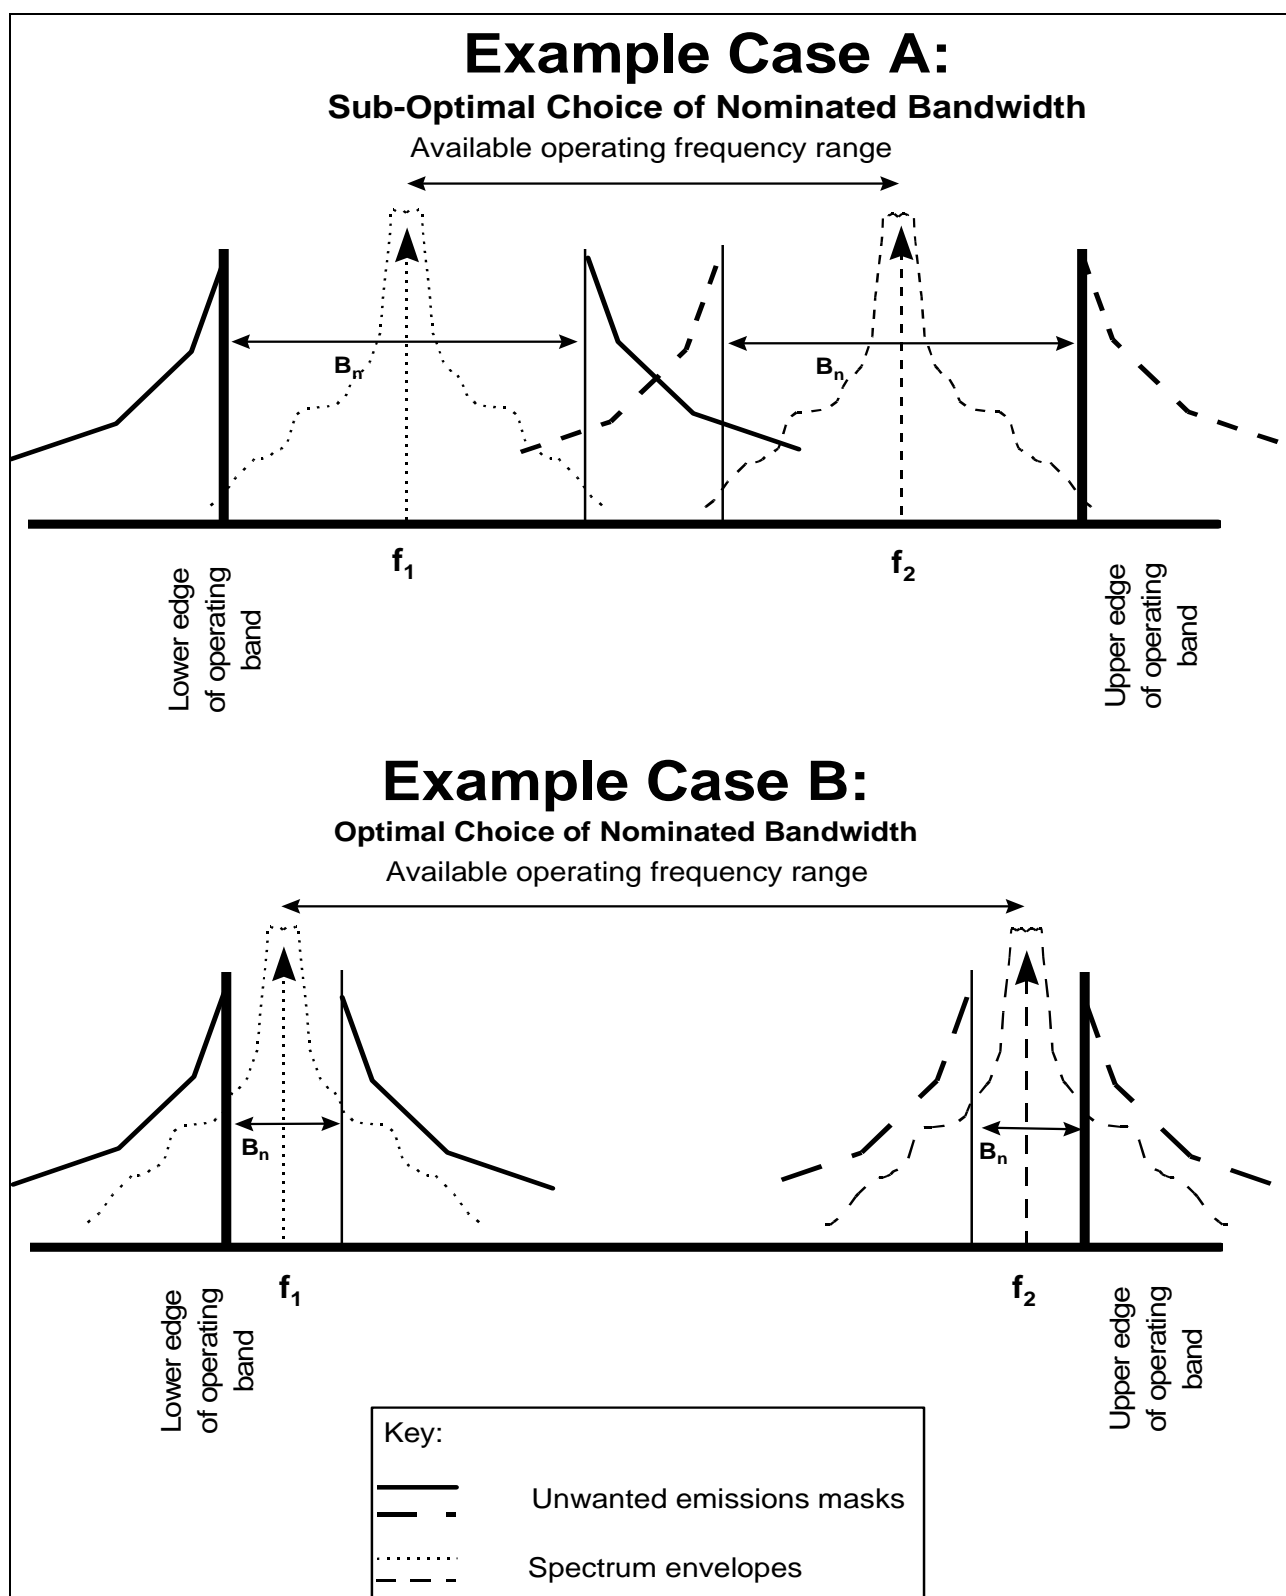 Example Case A:
Sub-Optimal Choice of Nominated Bandwidth
Available operating frequency range
Bₙ
Bₙ
f₁
f₂
Lower edge
of operating
band
Upper edge
of operating
band
Example Case B:
Optimal Choice of Nominated Bandwidth
Available operating frequency range
Bₙ
Bₙ
f₁
f₂
Lower edge
of operating
band
Upper edge
of operating
band
Key:
Unwanted emissions masks
Spectrum envelopes